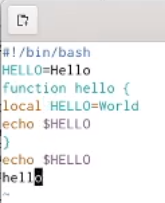 #!/bin/bash
HELLO=Hello
function hello {
local HELLO=World
echo $HELLO
}
echo $HELLO
hello
~